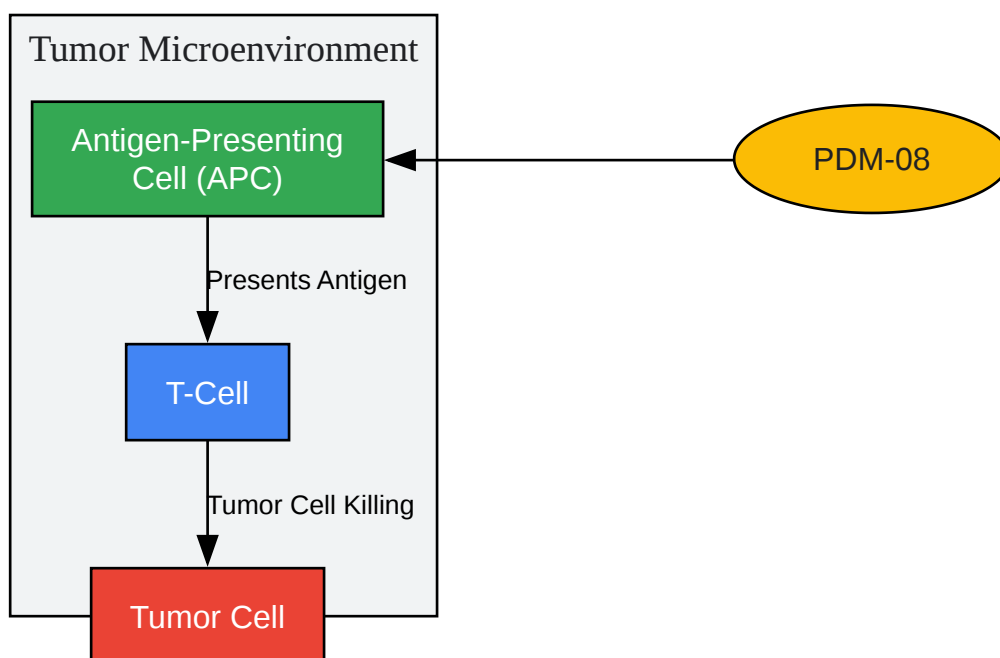 Tumor Microenvironment
Antigen-Presenting
Cell (APC)
PDM-08
Presents Antigen
T-Cell
Tumor Cell Killing
Tumor Cell